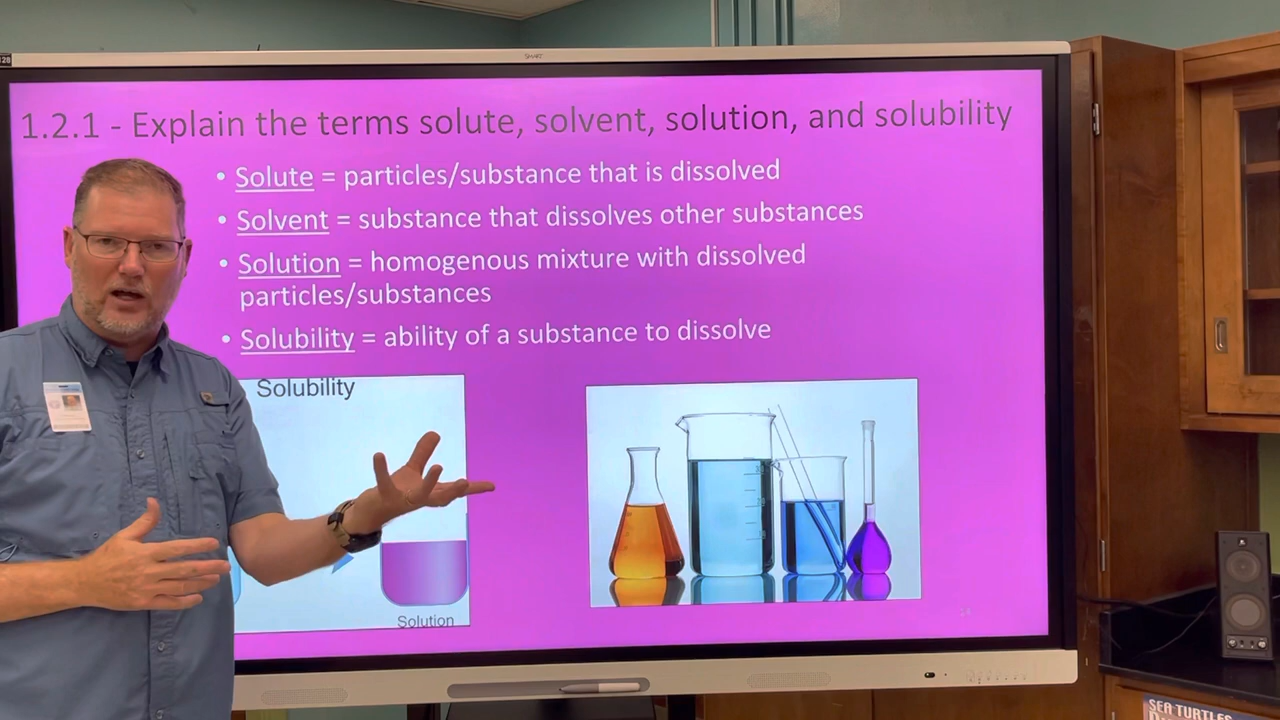 128
SMART
1.2.1 - Explain the terms solute, solvent, solution, and solubility
• Solute = particles/substance that is dissolved
• Solvent = substance that dissolves other substances
• Solution = homogenous mixture with dissolved
particles/substances
• Solubility = ability of a substance to dissolve
Solubility
Solution
SEA TURTLES